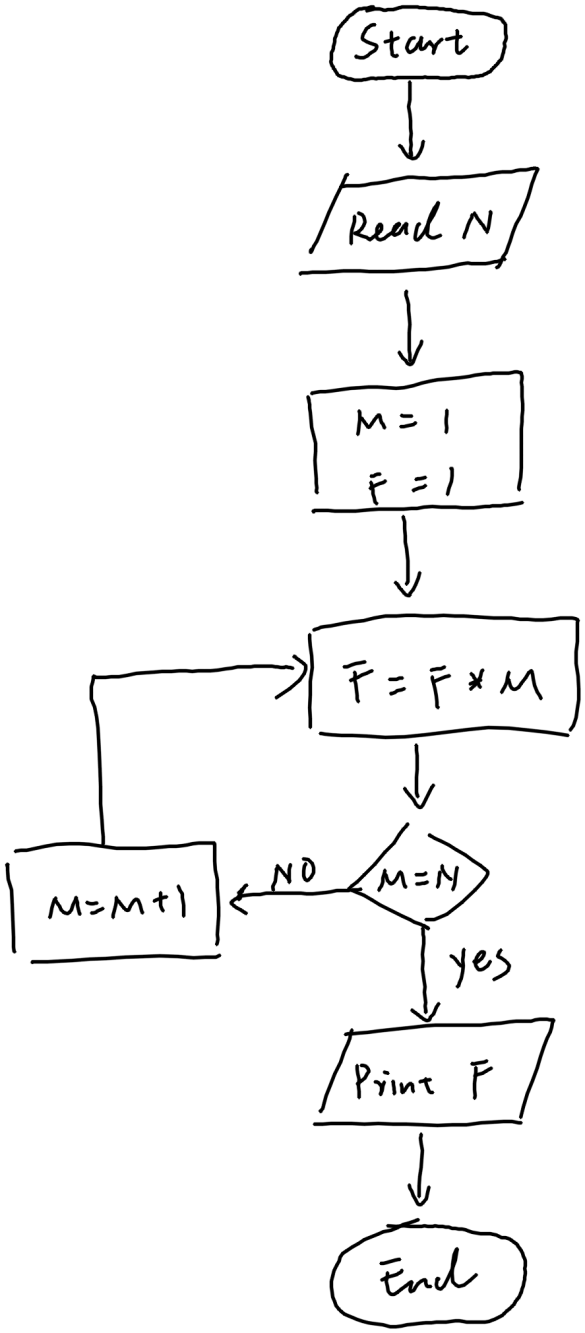 Start
Read N
M = 1
F = 1
F = F * M
M = N
NO
M = M + 1
yes
Print F
End